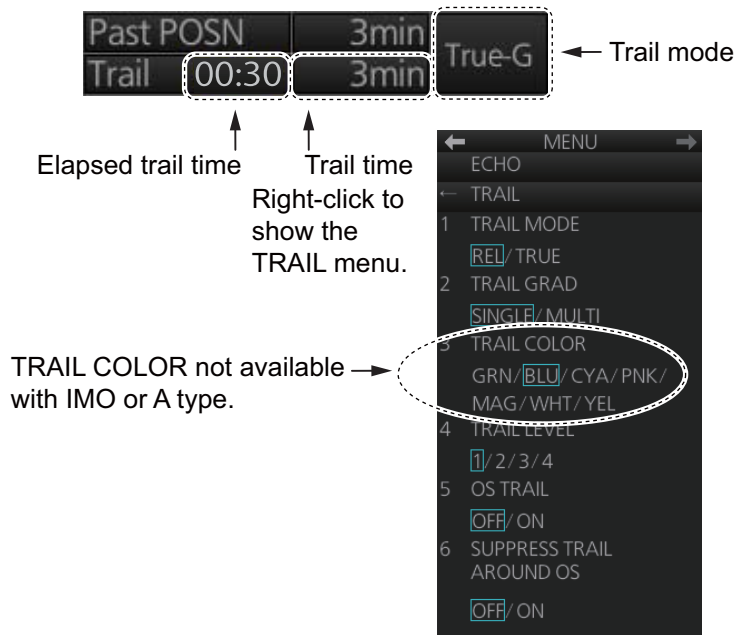 Past POSN 3min
Trail 00:30 3min
True-G
Trail mode
Elapsed trail time
Trail time
Right-click to
show the
TRAIL menu.
MENU
ECHO
← TRAIL
1 TRAIL MODE
REL/TRUE
2 TRAIL GRAD
SINGLE/MULTI
3 TRAIL COLOR
GRN/BLU/CYA/PNK/
MAG/WHT/YEL
4 TRAIL LEVEL
1/2/3/4
5 OS TRAIL
OFF/ON
6 SUPPRESS TRAIL
AROUND OS
OFF/ON
TRAIL COLOR not available
with IMO or A type.